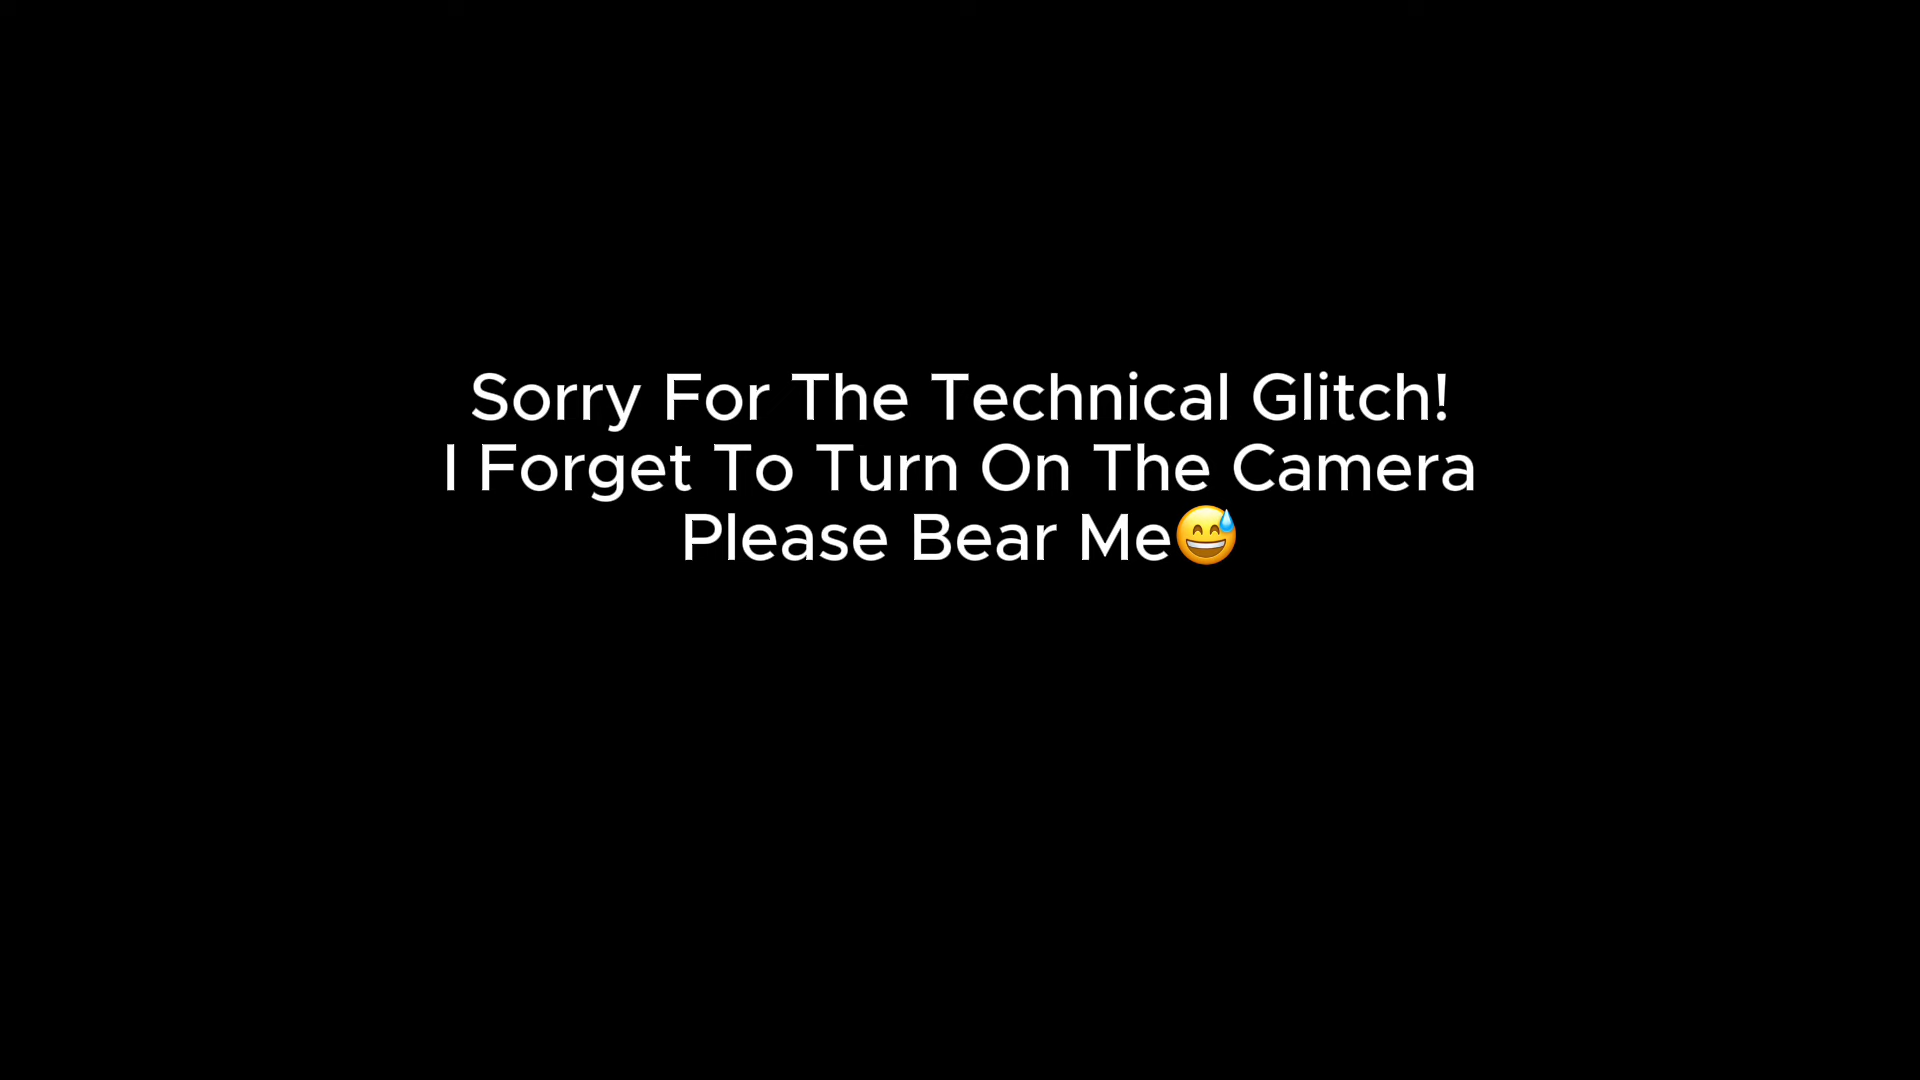 Sorry For The Technical Glitch!
I Forget To Turn On The Camera
Please Bear Me😅